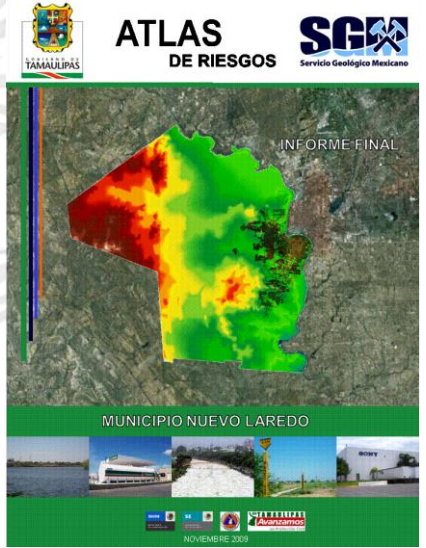 ATLAS
DE RIESGOS
GOBIERNO DE
TAMAULIPAS
SGM
Servicio Geológico Mexicano
INFORME FINAL
MUNICIPIO NUEVO LAREDO
SONY
TAMAULIPAS
Avanzamos
NOVIEMBRE 2009